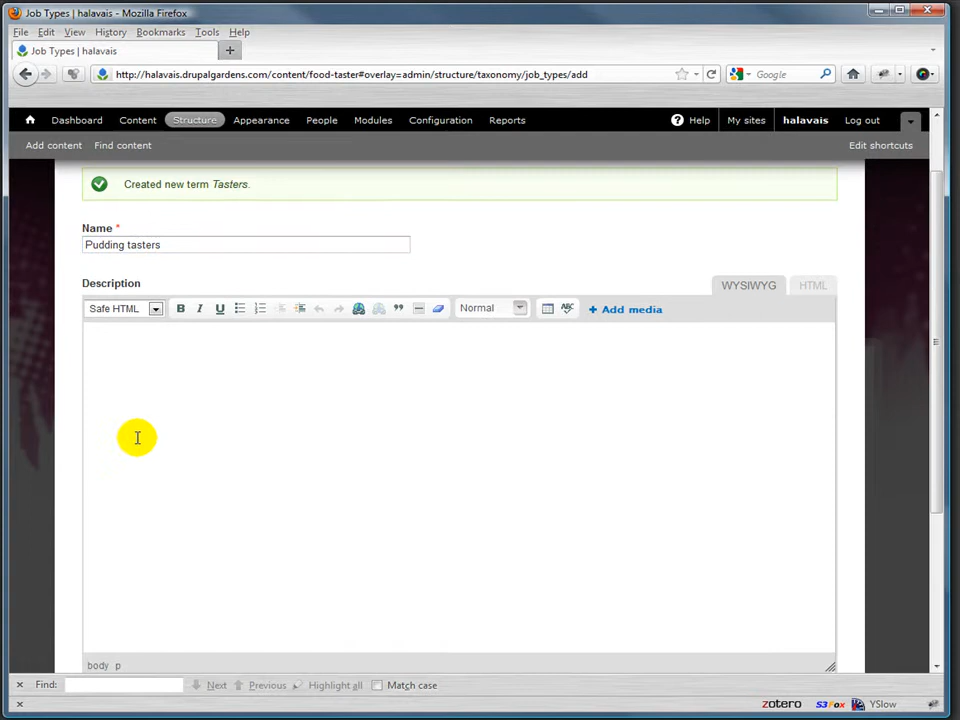 Job Types | halavais - Mozilla Firefox
File Edit View History Bookmarks Tools Help
Job Types | halavais
http://halavais.drupalgardens.com/content/food-taster#overlay=admin/structure/taxonomy/job_types/add
Google
Dashboard Content Structure Appearance People Modules Configuration Reports Help My sites halavais Log out
Add content Find content Edit shortcuts
Created new term Tasters.
Name *
Pudding tasters
Description WYSIWYG HTML
Safe HTML B I U Normal ABC + Add media
body p
Find: Next Previous Highlight all Match case
zotero S3Fox YSlow